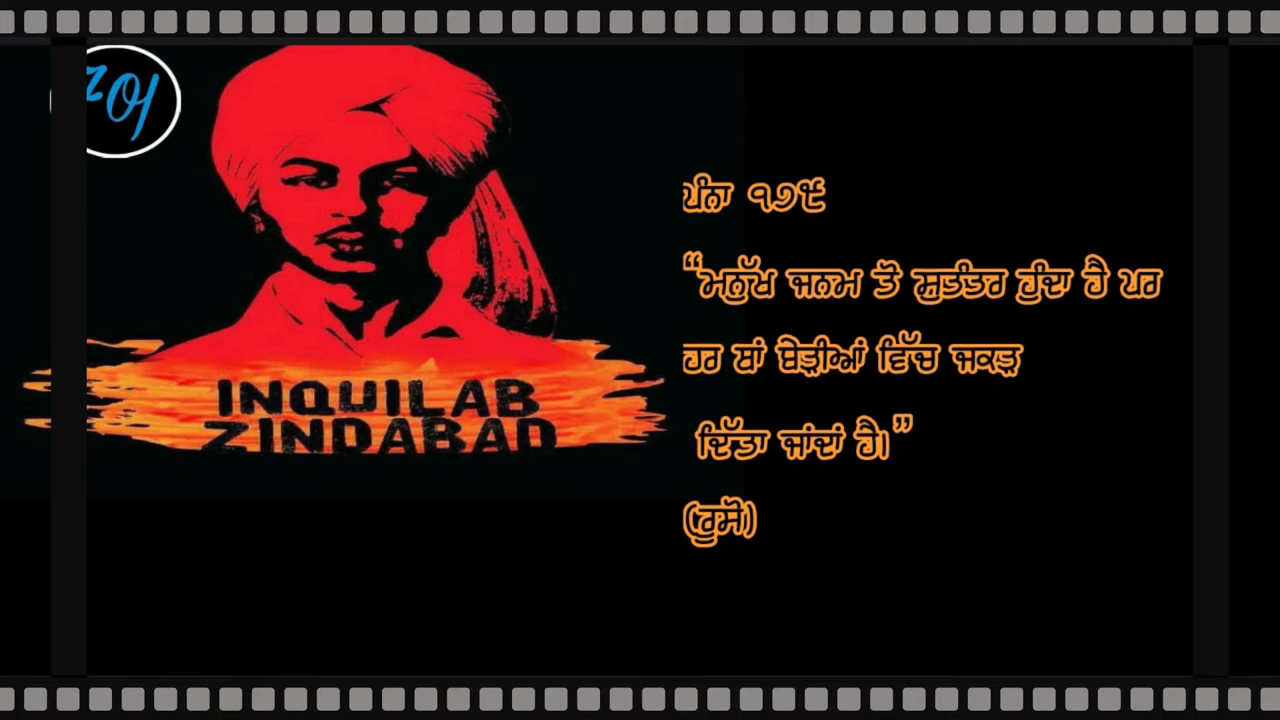 INQUILAB
ZINDABAD
ਪੰਨਾ ੧੭੯
“ਮਨੁੱਖ ਜਨਮ ਤੋਂ ਸੁਤੰਤਰ ਹੁੰਦਾ ਹੈ ਪਰ
ਹਰ ਥਾਂ ਬੇੜੀਆਂ ਵਿੱਚ ਜਕੜ
ਦਿੱਤਾ ਜਾਂਦਾਂ ਹੈ।”
(ਰੂਸੋ)